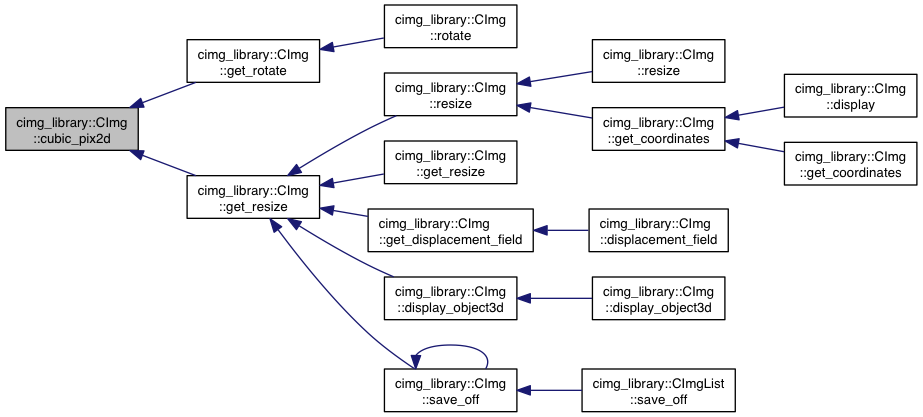 cimg_library::CImg
::cubic_pix2d
cimg_library::CImg
::get_rotate
cimg_library::CImg
::rotate
cimg_library::CImg
::get_resize
cimg_library::CImg
::resize
cimg_library::CImg
::resize
cimg_library::CImg
::get_coordinates
cimg_library::CImg
::display
cimg_library::CImg
::get_coordinates
cimg_library::CImg
::get_resize
cimg_library::CImg
::get_displacement_field
cimg_library::CImg
::displacement_field
cimg_library::CImg
::display_object3d
cimg_library::CImg
::display_object3d
cimg_library::CImg
::save_off
cimg_library::CImgList
::save_off